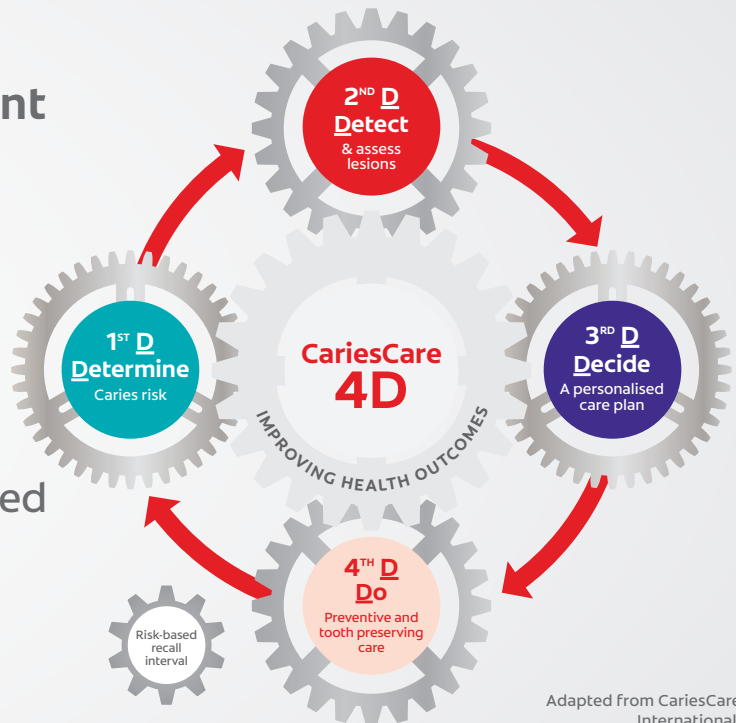 nt
2ND D
Detect
& assess
lesions
1ST D
Determine
Caries risk
CariesCare
4D
IMPROVING HEALTH OUTCOMES
3RD D
Decide
A personalised
care plan
ed
4TH D
Do
Preventive and
tooth preserving
care
Risk-based
recall
interval
Adapted from CariesCare
International